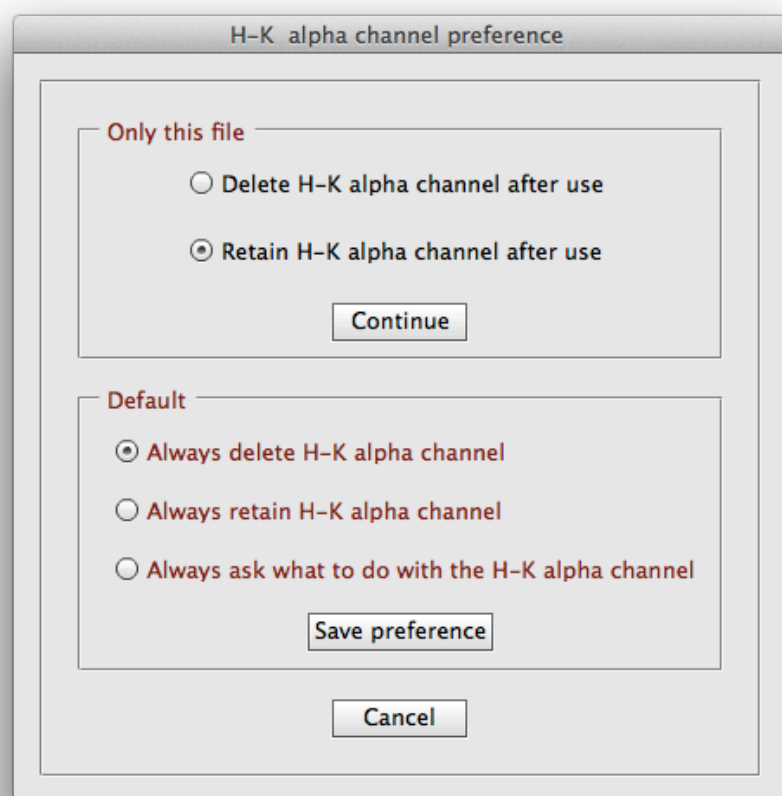 H-K alpha channel preference
Only this file
Delete H-K alpha channel after use
Retain H-K alpha channel after use
Continue
Default
Always delete H-K alpha channel
Always retain H-K alpha channel
Always ask what to do with the H-K alpha channel
Save preference
Cancel